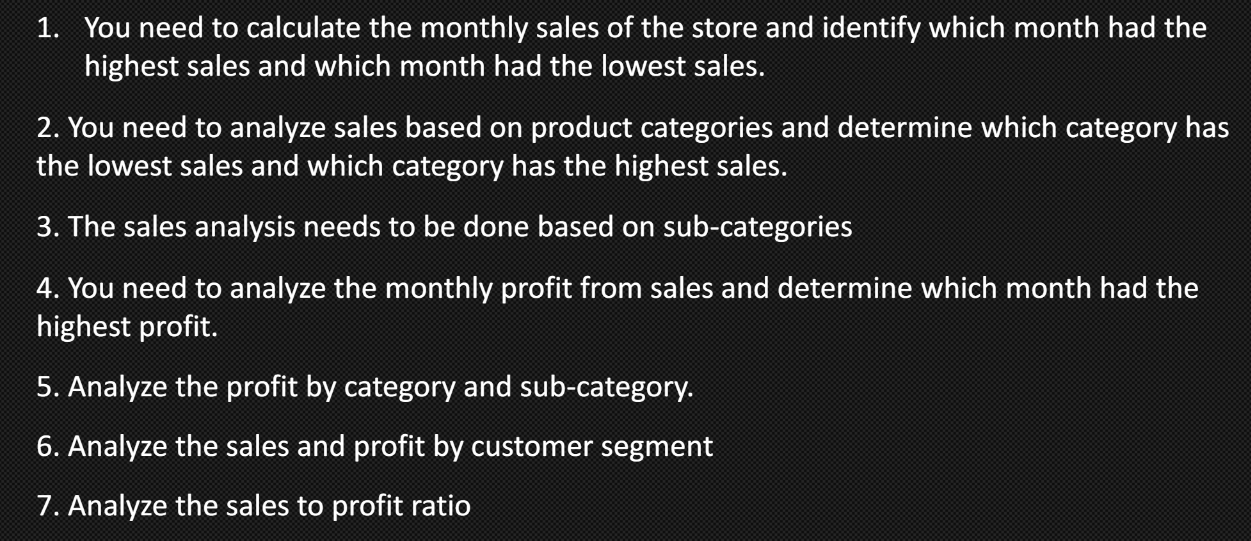 1. You need to calculate the monthly sales of the store and identify which month had the
highest sales and which month had the lowest sales.
2. You need to analyze sales based on product categories and determine which category has
the lowest sales and which category has the highest sales.
3. The sales analysis needs to be done based on sub-categories
4. You need to analyze the monthly profit from sales and determine which month had the
highest profit.
5. Analyze the profit by category and sub-category.
6. Analyze the sales and profit by customer segment
7. Analyze the sales to profit ratio